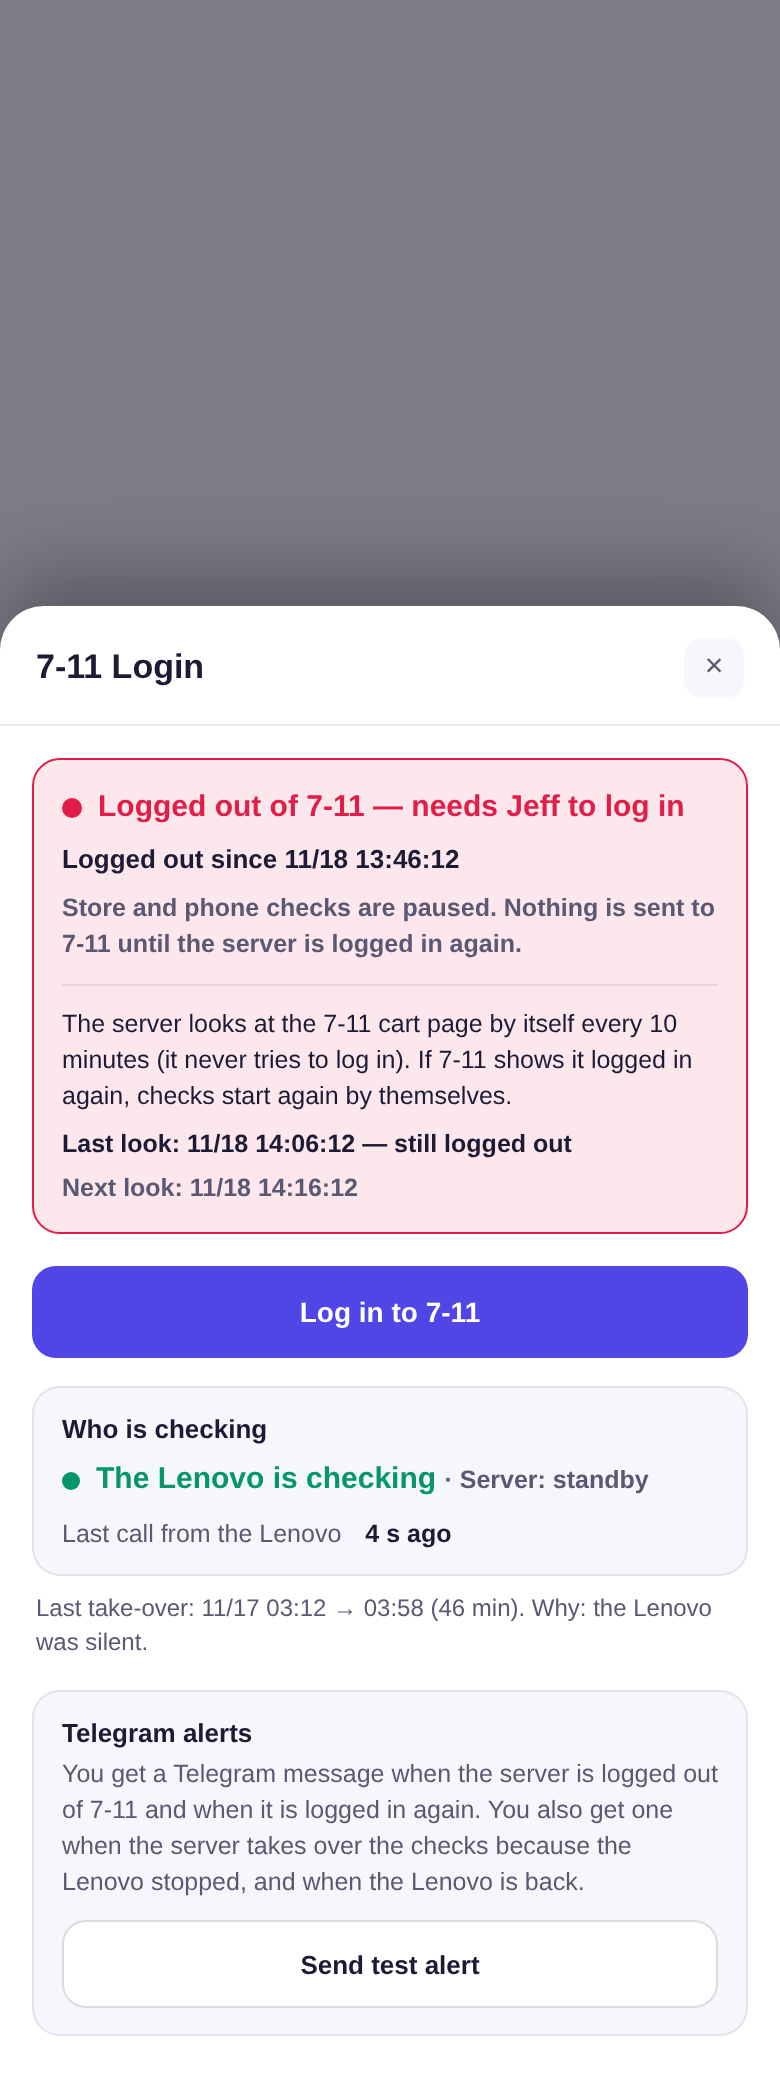 7-11 Login
×
Logged out of 7-11 — needs Jeff to log in
Logged out since 11/18 13:46:12
Store and phone checks are paused. Nothing is sent to
7-11 until the server is logged in again.
The server looks at the 7-11 cart page by itself every 10
minutes (it never tries to log in). If 7-11 shows it logged in
again, checks start again by themselves.
Last look: 11/18 14:06:12 — still logged out
Next look: 11/18 14:16:12
Log in to 7-11
Who is checking
The Lenovo is checking · Server: standby
Last call from the Lenovo 4 s ago
Last take-over: 11/17 03:12 → 03:58 (46 min). Why: the Lenovo
was silent.
Telegram alerts
You get a Telegram message when the server is logged out
of 7-11 and when it is logged in again. You also get one
when the server takes over the checks because the
Lenovo stopped, and when the Lenovo is back.
Send test alert